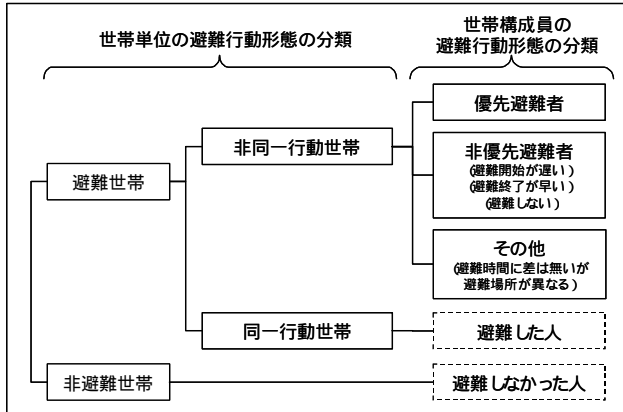 世帯単位の避難行動形態の分類
世帯構成員の
避難行動形態の分類
優先避難者
非同一行動世帯
非優先避難者
(避難開始が遅い)
(避難終了が早い)
(避難しない)
避難世帯
その他
(避難時間に差は無いが
避難場所が異なる)
同一行動世帯
避難した人
非避難世帯
避難しなかった人